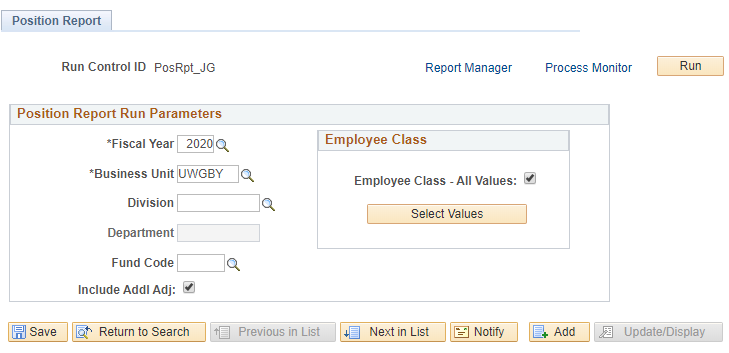 Position Report
Run Control ID PosRpt_JG Report Manager Process Monitor Run
Position Report Run Parameters
*Fiscal Year 2020
*Business Unit UWGBY
Division
Department
Fund Code
Include Addl Adj:
Employee Class
Employee Class - All Values:
Select Values
Save Return to Search Previous in List Next in List Notify Add Update/Display